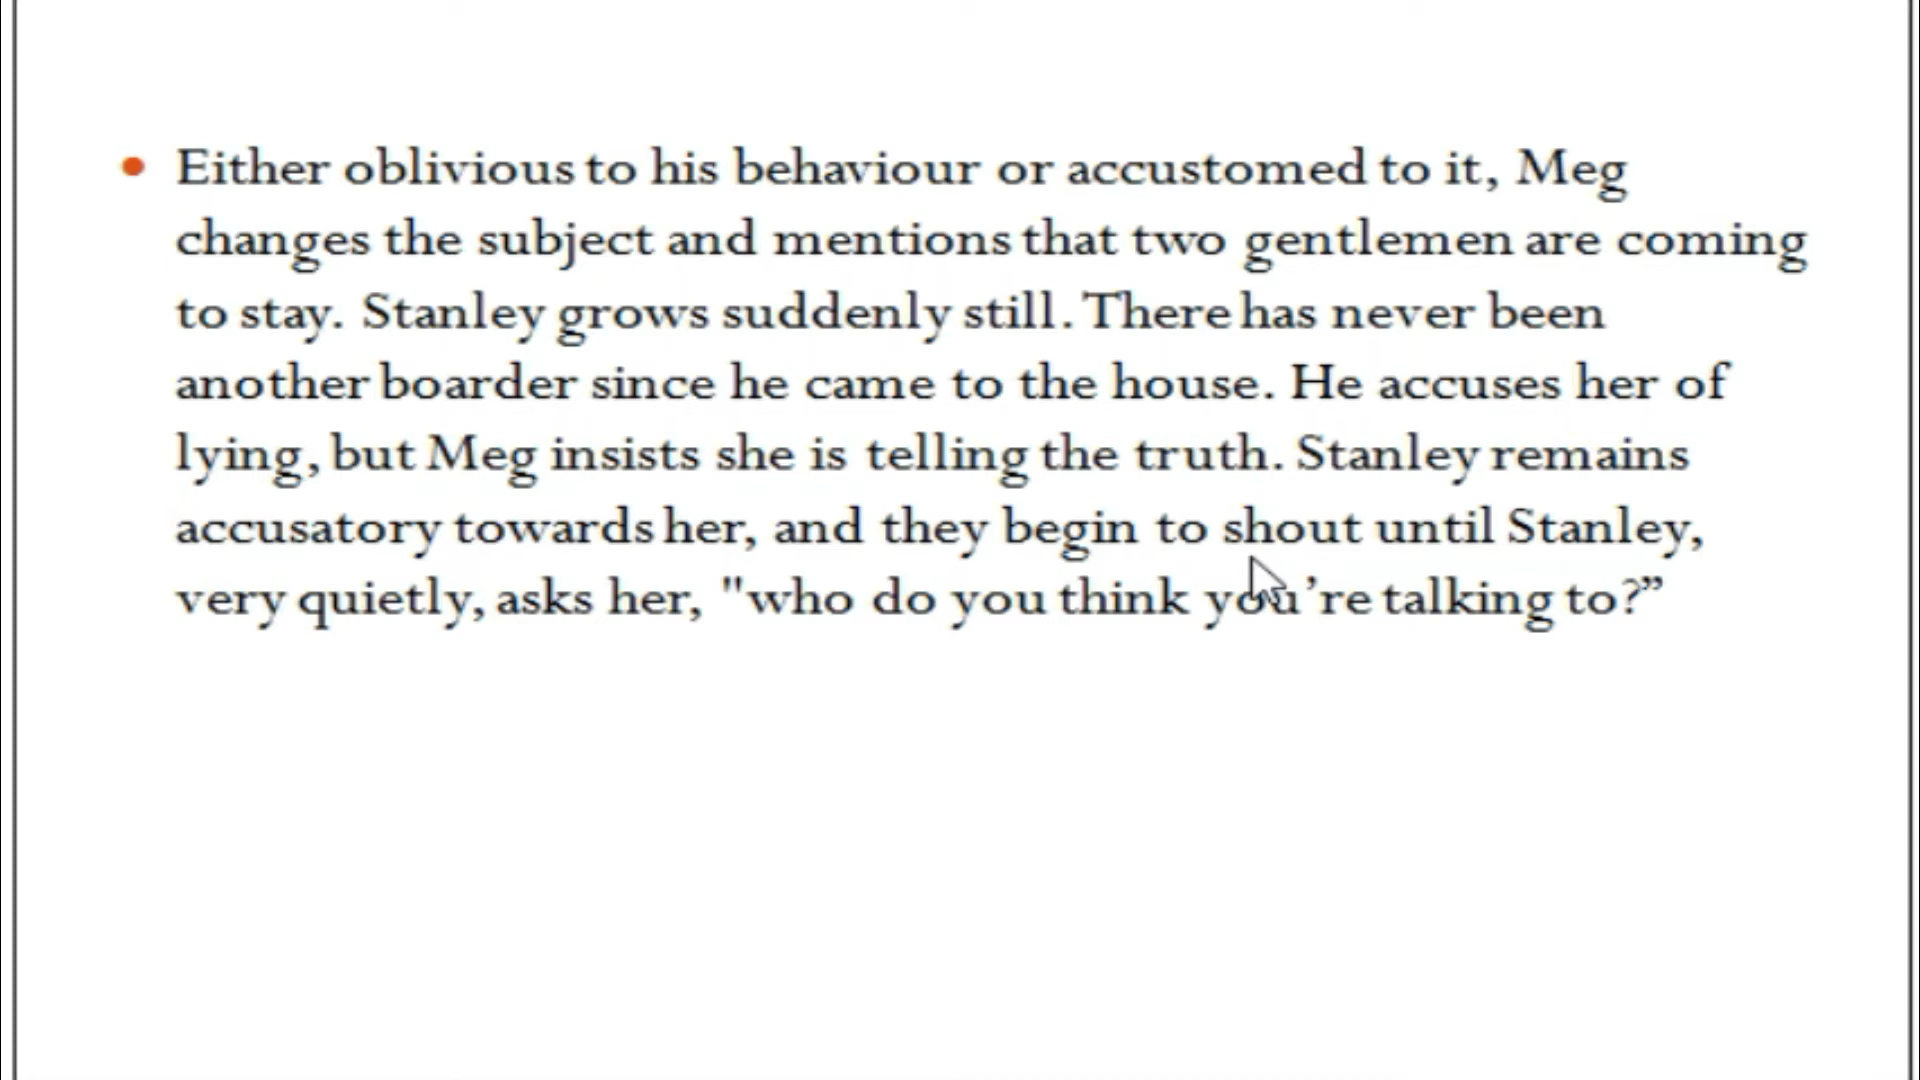 • Either oblivious to his behaviour or accustomed to it, Meg
changes the subject and mentions that two gentlemen are coming
to stay. Stanley grows suddenly still. There has never been
another boarder since he came to the house. He accuses her of
lying, but Meg insists she is telling the truth. Stanley remains
accusatory towards her, and they begin to shout until Stanley,
very quietly, asks her, "who do you think you’re talking to?”